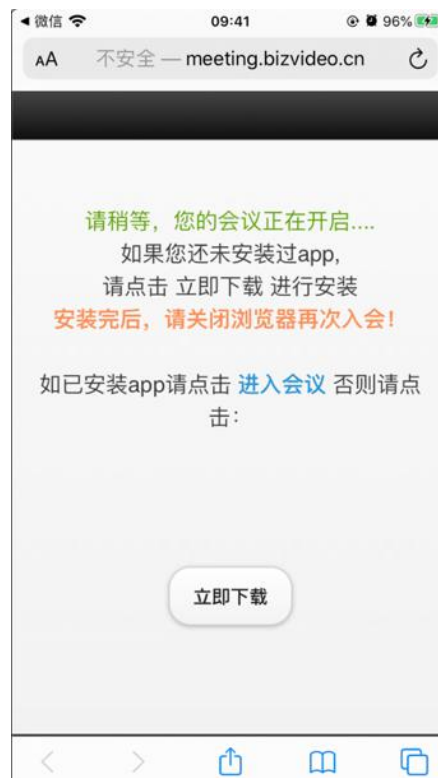 微信 09:41 96%
AA 不安全 — meeting.bizvideo.cn
请稍等，您的会议正在开启....
如果您还未安装过app,
请点击 立即下载 进行安装
安装完后，请关闭浏览器再次入会！
如已安装app请点击 进入会议 否则请点
击：
立即下载